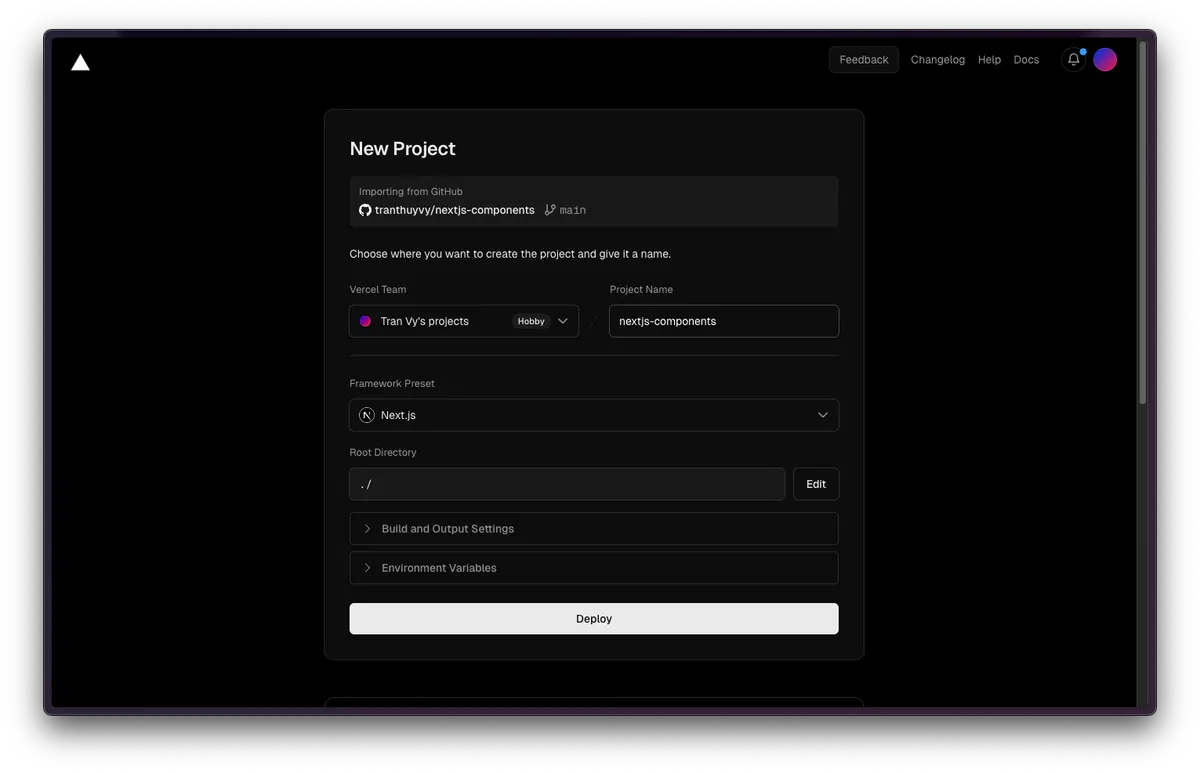 Feedback Changelog Help Docs
New Project
Importing from GitHub
tranthuyvy/nextjs-components main
Choose where you want to create the project and give it a name.
Vercel Team Project Name
Tran Vy's projects Hobby / nextjs-components
Framework Preset
N Next.js
Root Directory
./ Edit
Build and Output Settings
Environment Variables
Deploy